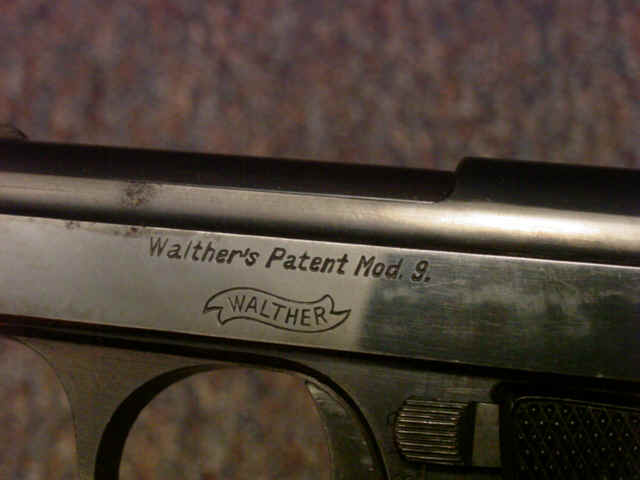 Walther's Patent Mod. 9.
WALTHER